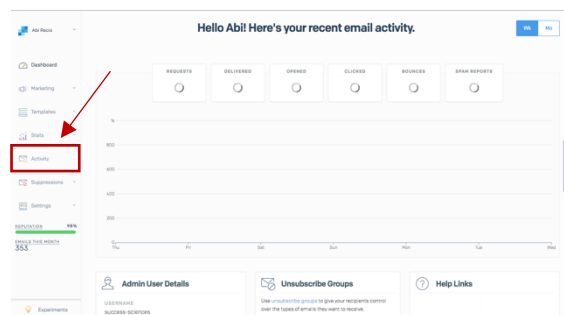 Abi Recio
Hello Abi! Here's your recent email activity.
Wk Mo
Dashboard
Marketing
Templates
Stats
Activity
Suppressions
Settings
REPUTATION 98%
EMAILS THIS MONTH
353
Experiments
REQUESTS DELIVERED OPENED CLICKED BOUNCES SPAM REPORTS
1k
800
600
400
200
0
Thu Fri Sat Sun Mon Tue Wed
Admin User Details
USERNAME
SUCCESS-SCIENCES
Unsubscribe Groups
Use unsubscribe groups to give your recipients control
over the types of emails they want to receive.
Help Links